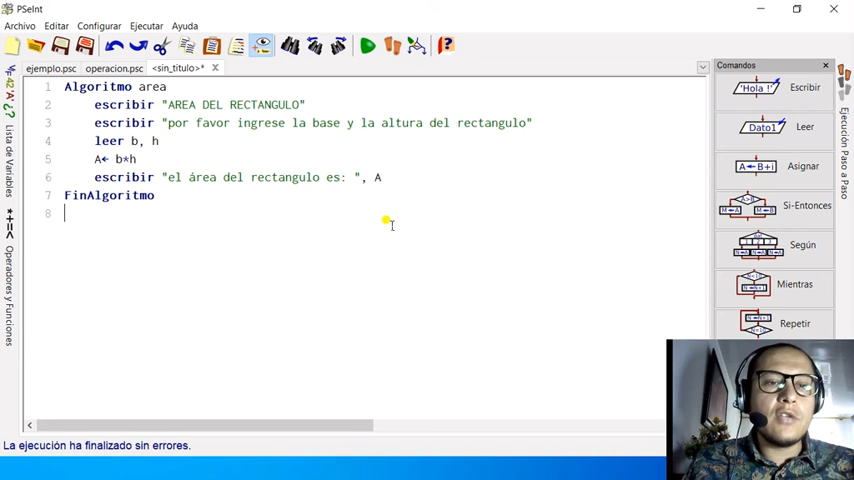 PSeInt
Archivo Editar Configurar Ejecutar Ayuda
ejemplo.psc operacion.psc <sin_titulo>* X
Comandos
1 Algoritmo area
2 escribir "AREA DEL RECTANGULO"
3 escribir "por favor ingrese la base y la altura del rectangulo"
4 leer b, h
5 A← b*h
6 escribir "el área del rectangulo es: ", A
7 FinAlgoritmo
8
Lista de Variables
Operadores y Funciones
'Hola !' Escribir
Dato1 Leer
A←B+i Asignar
A>B
M←A M←B
Si-Entonces
Según
Mientras
Repetir
Ejecución Paso a Paso
La ejecución ha finalizado sin errores.